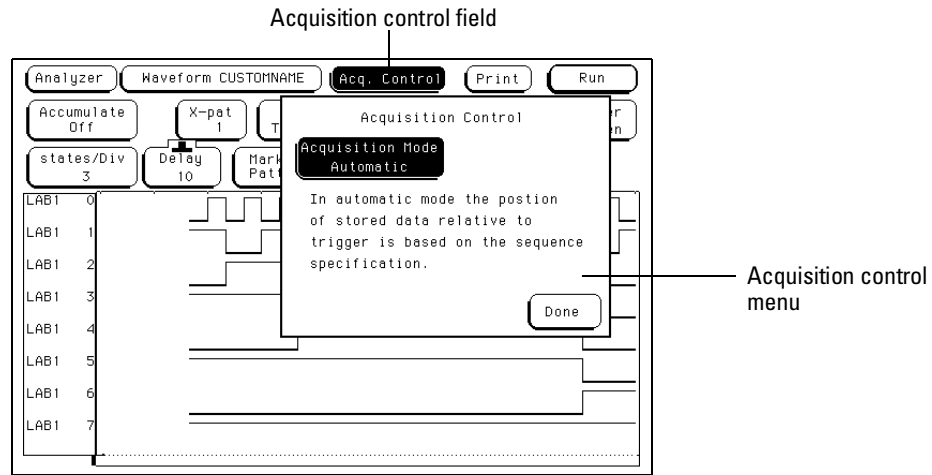 Acquisition control field
Analyzer Waveform CUSTOMNAME Acq. Control Print Run
Accumulate
Off
X-pat
1
states/Div
3
Delay
10
Acquisition Control
Acquisition Mode
Automatic
In automatic mode the postion
of stored data relative to
trigger is based on the sequence
specification.
Done
Acquisition control
menu
LAB1 0
LAB1 1
LAB1 2
LAB1 3
LAB1 4
LAB1 5
LAB1 6
LAB1 7